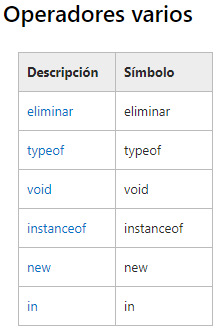 Operadores varios
Descripción Símbolo
eliminar eliminar
typeof typeof
void void
instanceof instanceof
new new
in in